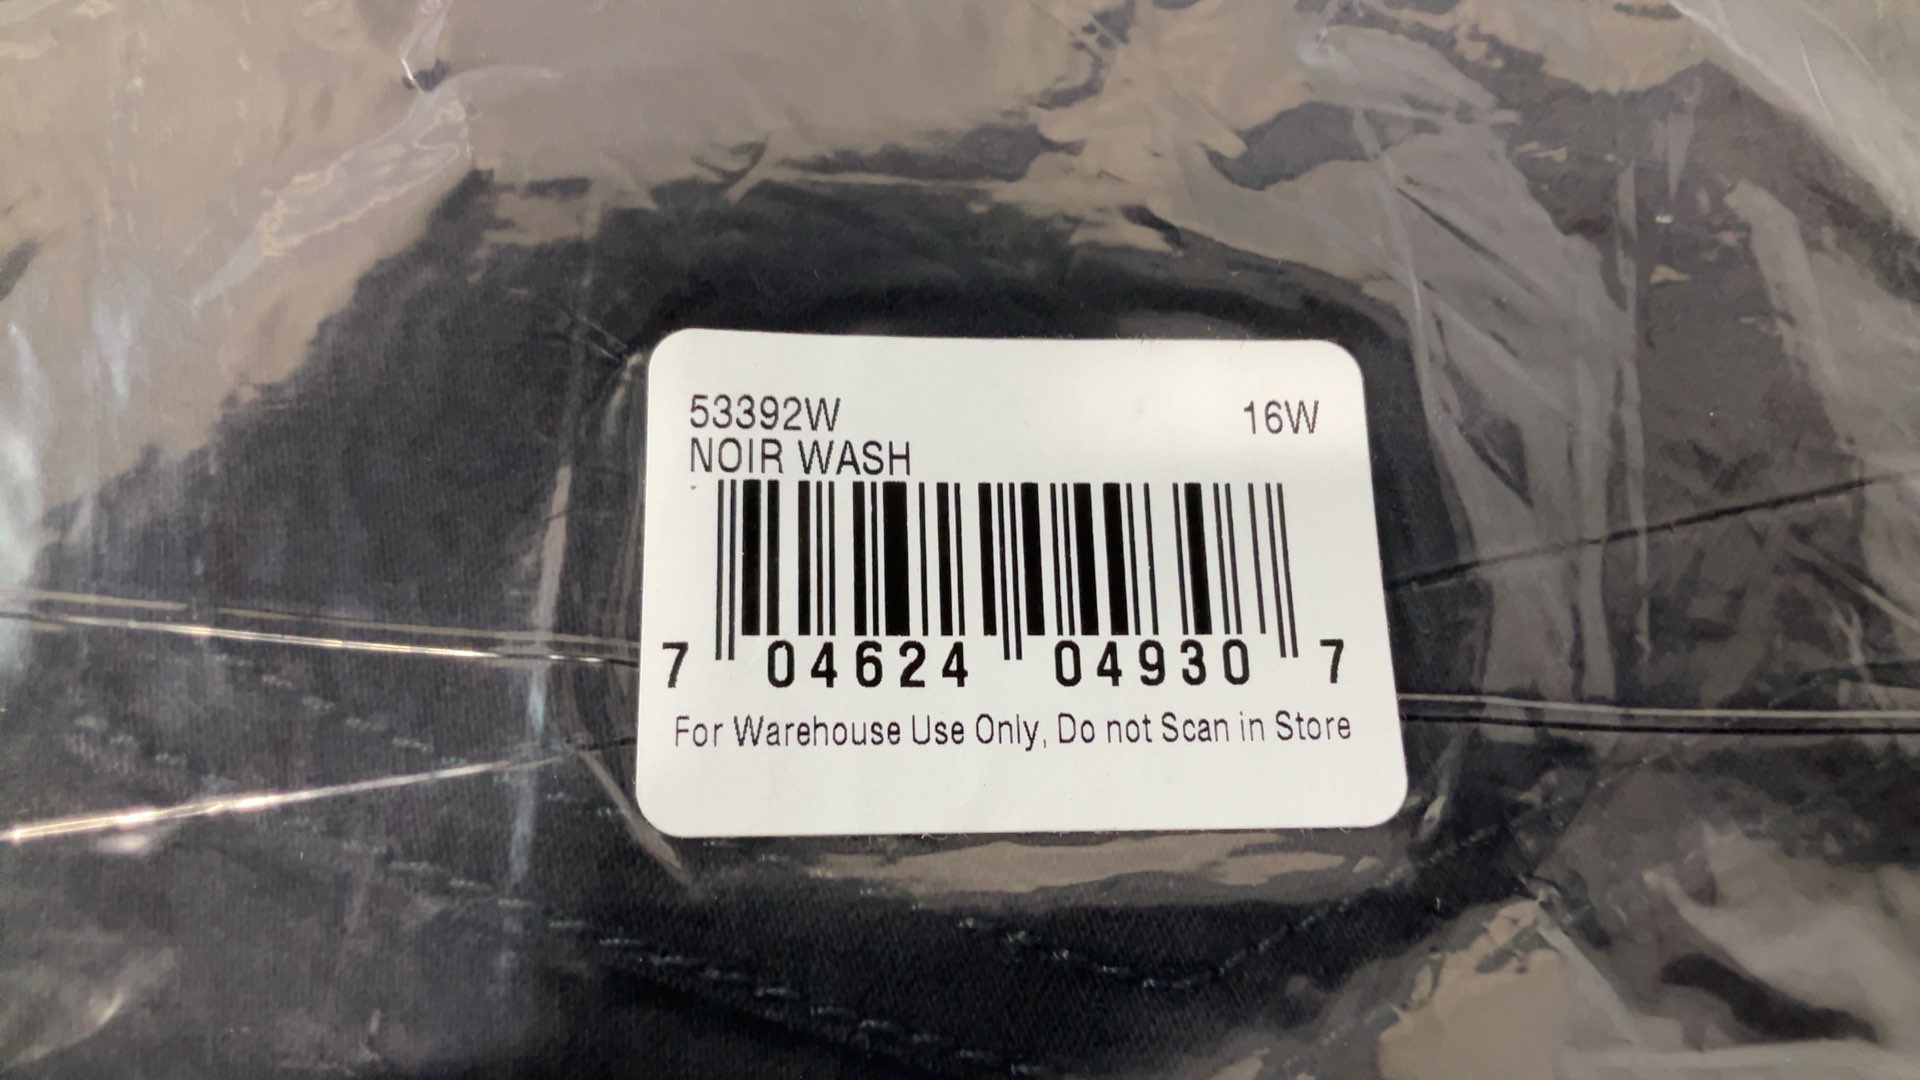 53392W 16W
NOIR WASH
7 04624 04930 7
For Warehouse Use Only, Do not Scan in Store